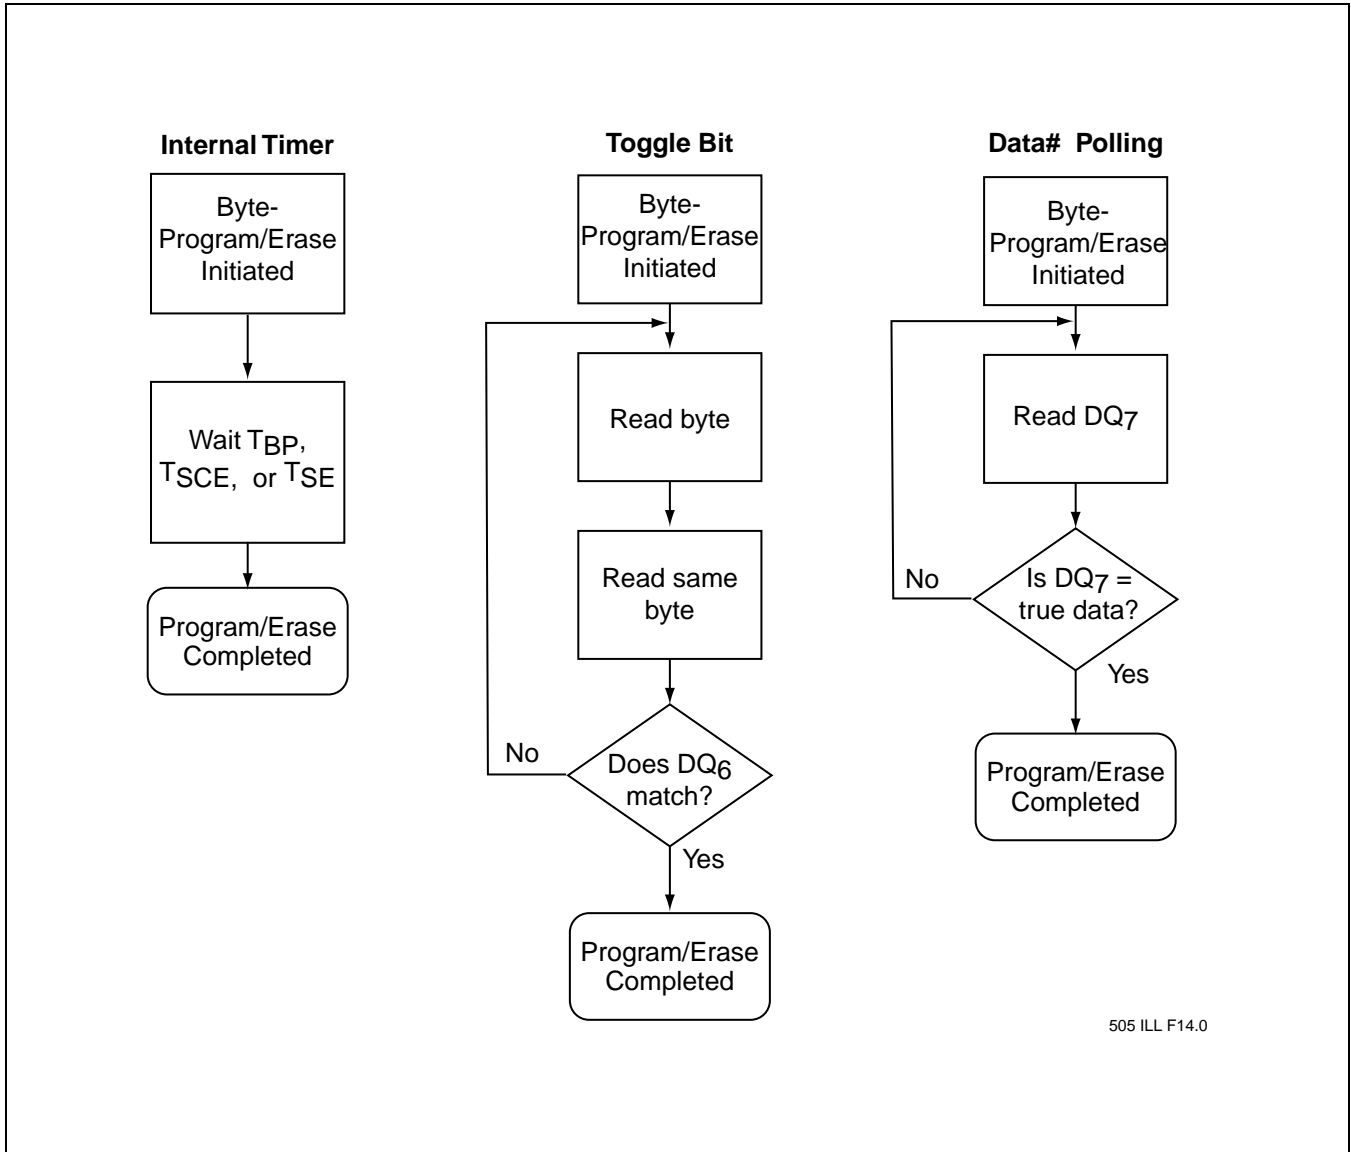 Internal Timer
Byte-
Program/Erase
Initiated
Wait TBP,
TSCE, or TSE
Program/Erase
Completed
Toggle Bit
Byte-
Program/Erase
Initiated
Read byte
Read same
byte
Does DQ6
match?
No
Yes
Program/Erase
Completed
Data# Polling
Byte-
Program/Erase
Initiated
Read DQ7
Is DQ7 =
true data?
No
Yes
Program/Erase
Completed
505 ILL F14.0